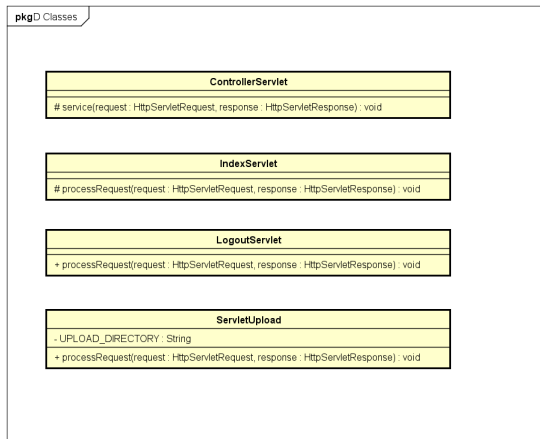 pkgD Classes
ControllerServlet
# service(request : HttpServletRequest, response : HttpServletResponse) : void
IndexServlet
# processRequest(request : HttpServletRequest, response : HttpServletResponse) : void
LogoutServlet
+ processRequest(request : HttpServletRequest, response : HttpServletResponse) : void
ServletUpload
- UPLOAD_DIRECTORY : String
+ processRequest(request : HttpServletRequest, response : HttpServletResponse) : void